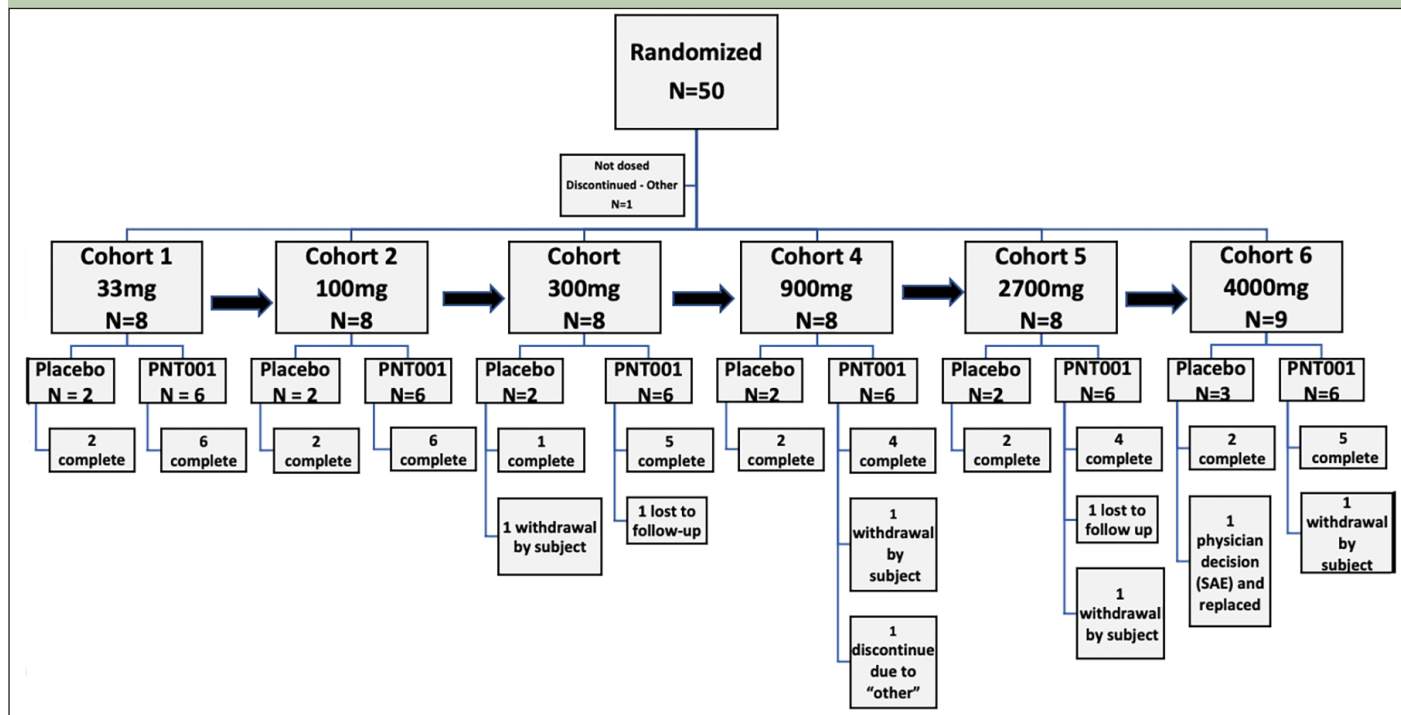 Randomized
N=50
Not dosed
Discontinued - Other
N=1
Cohort 1
33mg
N=8
Cohort 2
100mg
N=8
Cohort
300mg
N=8
Cohort 4
900mg
N=8
Cohort 5
2700mg
N=8
Cohort 6
4000mg
N=9
Placebo
N = 2
PNT001
N = 6
Placebo
N = 2
PNT001
N=6
Placebo
N=2
PNT001
N=6
Placebo
N=2
PNT001
N=6
Placebo
N=2
PNT001
N=6
Placebo
N=3
PNT001
N=6
2
complete
6
complete
2
complete
6
complete
1
complete
5
complete
2
complete
4
complete
2
complete
4
complete
2
complete
5
complete
1 withdrawal
by subject
1 lost to
follow-up
1
withdrawal
by
subject
1 lost to
follow up
1
physician
decision
(SAE) and
replaced
1
withdrawal
by
subject
1
discontinue
due to
“other”
1
withdrawal
by subject